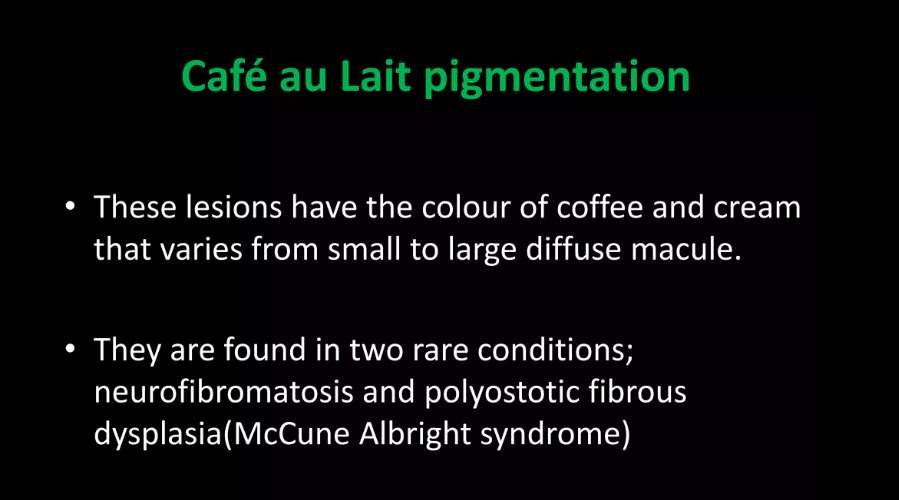 Café au Lait pigmentation
• These lesions have the colour of coffee and cream
that varies from small to large diffuse macule.
• They are found in two rare conditions;
neurofibromatosis and polyostotic fibrous
dysplasia(McCune Albright syndrome)